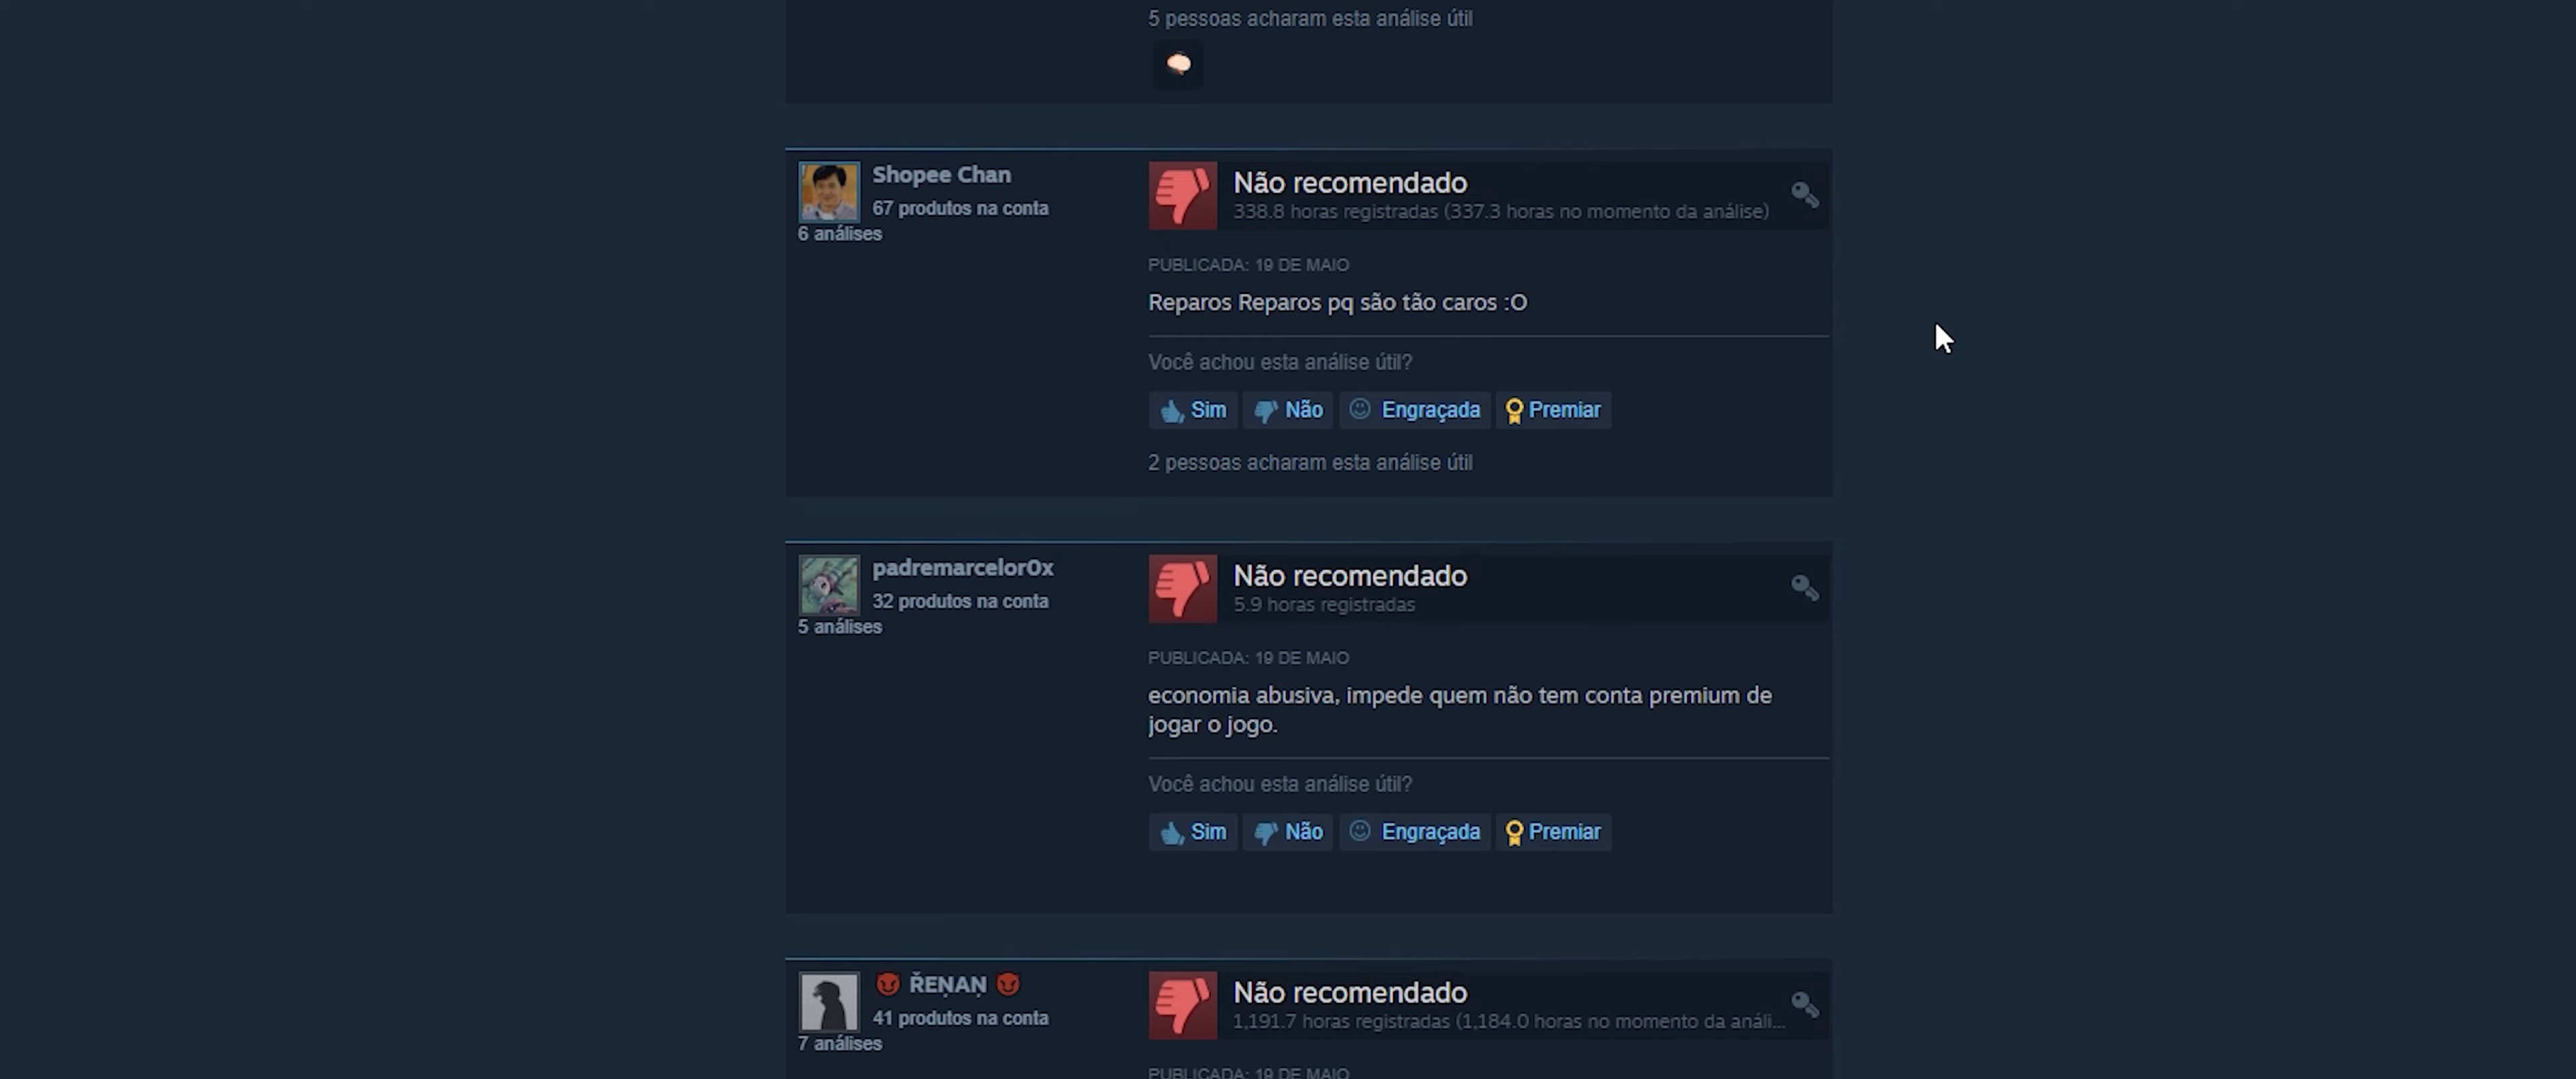 5 pessoas acharam esta análise útil
Shopee Chan
67 produtos na conta
6 análises
Não recomendado
338.8 horas registradas (337.3 horas no momento da análise)
PUBLICADA: 19 DE MAIO
Reparos Reparos pq são tão caros :O
Você achou esta análise útil?
Sim Não Engraçada Premiar
2 pessoas acharam esta análise útil
padremarcelor0x
32 produtos na conta
5 análises
Não recomendado
5.9 horas registradas
PUBLICADA: 19 DE MAIO
economia abusiva, impede quem não tem conta premium de
jogar o jogo.
Você achou esta análise útil?
Sim Não Engraçada Premiar
😈 ŘEŅAŅ 😈
41 produtos na conta
7 análises
Não recomendado
1,191.7 horas registradas (1,184.0 horas no momento da análi...
PUBLICADA: 19 DE MAIO